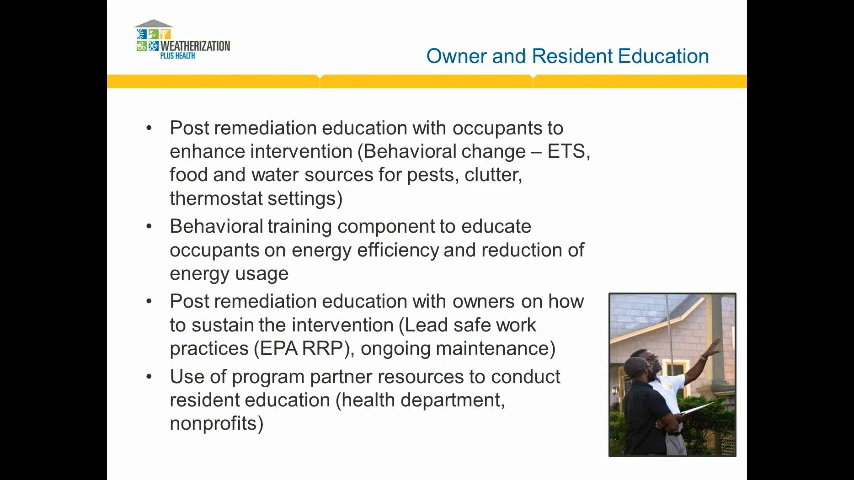 WEATHERIZATION
PLUS HEALTH
Owner and Resident Education
• Post remediation education with occupants to
enhance intervention (Behavioral change – ETS,
food and water sources for pests, clutter,
thermostat settings)
• Behavioral training component to educate
occupants on energy efficiency and reduction of
energy usage
• Post remediation education with owners on how
to sustain the intervention (Lead safe work
practices (EPA RRP), ongoing maintenance)
• Use of program partner resources to conduct
resident education (health department,
nonprofits)